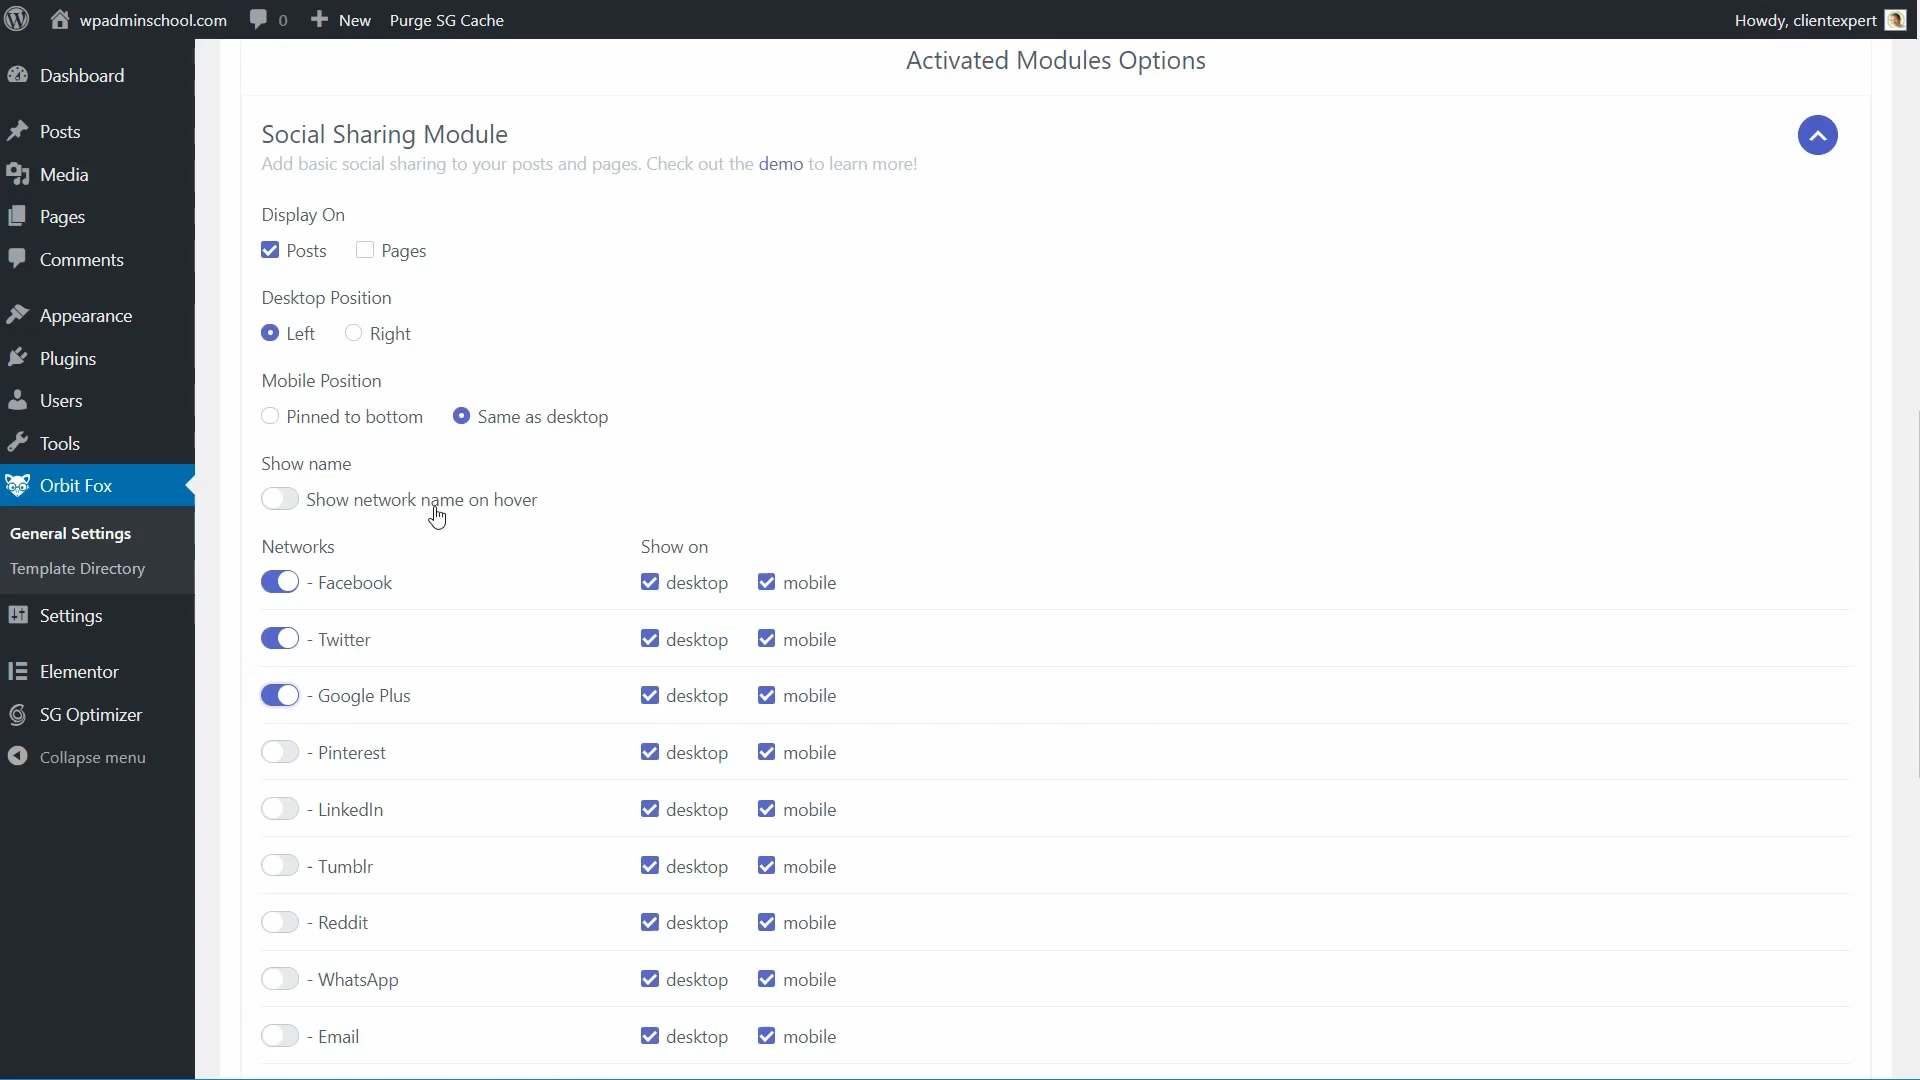 wpadminschool.com 0 New Purge SG Cache Howdy, clientexpert
Dashboard
Posts
Media
Pages
Comments
Appearance
Plugins
Users
Tools
Orbit Fox
General Settings
Template Directory
Settings
Elementor
SG Optimizer
Collapse menu
Activated Modules Options
Social Sharing Module
Add basic social sharing to your posts and pages. Check out the demo to learn more!
Display On
Posts Pages
Desktop Position
Left Right
Mobile Position
Pinned to bottom Same as desktop
Show name
Show network name on hover
Networks Show on
- Facebook desktop mobile
- Twitter desktop mobile
- Google Plus desktop mobile
- Pinterest desktop mobile
- LinkedIn desktop mobile
- Tumblr desktop mobile
- Reddit desktop mobile
- WhatsApp desktop mobile
- Email desktop mobile